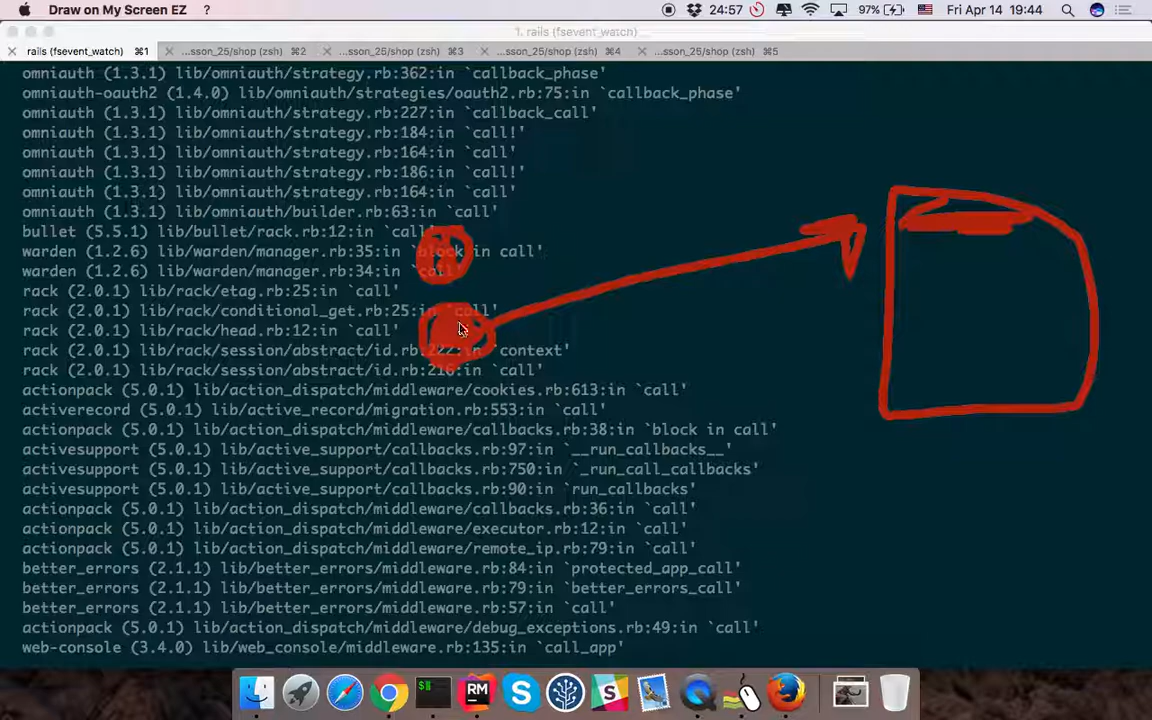 Draw on My Screen EZ ? 24:57 97% Fri Apr 14 19:44
1. rails (fsevent_watch)
rails (fsevent_watch) ⌘1 ...sson_25/shop (zsh) ⌘2 ...sson_25/shop (zsh) ⌘3 ...sson_25/shop (zsh) ⌘4 ...sson_25/shop (zsh) ⌘5
omniauth (1.3.1) lib/omniauth/strategy.rb:362:in `callback_phase'
omniauth-oauth2 (1.4.0) lib/omniauth/strategies/oauth2.rb:75:in `callback_phase'
omniauth (1.3.1) lib/omniauth/strategy.rb:227:in `callback_call'
omniauth (1.3.1) lib/omniauth/strategy.rb:184:in `call!'
omniauth (1.3.1) lib/omniauth/strategy.rb:164:in `call'
omniauth (1.3.1) lib/omniauth/strategy.rb:186:in `call!'
omniauth (1.3.1) lib/omniauth/strategy.rb:164:in `call'
omniauth (1.3.1) lib/omniauth/builder.rb:63:in `call'
bullet (5.5.1) lib/bullet/rack.rb:12:in `call'
warden (1.2.6) lib/warden/manager.rb:35:in `block in call'
warden (1.2.6) lib/warden/manager.rb:34:in `call'
rack (2.0.1) lib/rack/etag.rb:25:in `call'
rack (2.0.1) lib/rack/conditional_get.rb:25:in `call'
rack (2.0.1) lib/rack/head.rb:12:in `call'
rack (2.0.1) lib/rack/session/abstract/id.rb:222:in `context'
rack (2.0.1) lib/rack/session/abstract/id.rb:216:in `call'
actionpack (5.0.1) lib/action_dispatch/middleware/cookies.rb:613:in `call'
activerecord (5.0.1) lib/active_record/migration.rb:553:in `call'
actionpack (5.0.1) lib/action_dispatch/middleware/callbacks.rb:38:in `block in call'
activesupport (5.0.1) lib/active_support/callbacks.rb:97:in `__run_callbacks__'
activesupport (5.0.1) lib/active_support/callbacks.rb:750:in `_run_call_callbacks'
activesupport (5.0.1) lib/active_support/callbacks.rb:90:in `run_callbacks'
actionpack (5.0.1) lib/action_dispatch/middleware/callbacks.rb:36:in `call'
actionpack (5.0.1) lib/action_dispatch/middleware/executor.rb:12:in `call'
actionpack (5.0.1) lib/action_dispatch/middleware/remote_ip.rb:79:in `call'
better_errors (2.1.1) lib/better_errors/middleware.rb:84:in `protected_app_call'
better_errors (2.1.1) lib/better_errors/middleware.rb:79:in `better_errors_call'
better_errors (2.1.1) lib/better_errors/middleware.rb:57:in `call'
actionpack (5.0.1) lib/action_dispatch/middleware/debug_exceptions.rb:49:in `call'
web-console (3.4.0) lib/web_console/middleware.rb:135:in `call_app'
$▮
RM